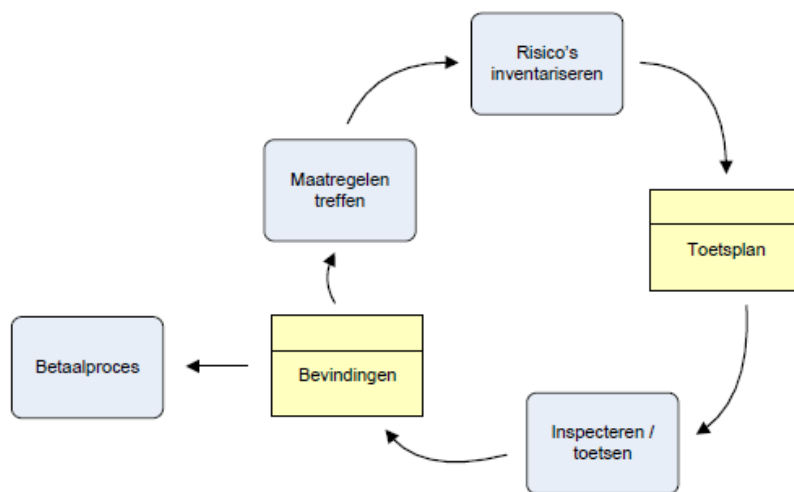 Risico's
inventariseren
Maatregelen
treffen
Toetsplan
Betaalproces
Bevindingen
Inspecteren /
toetsen